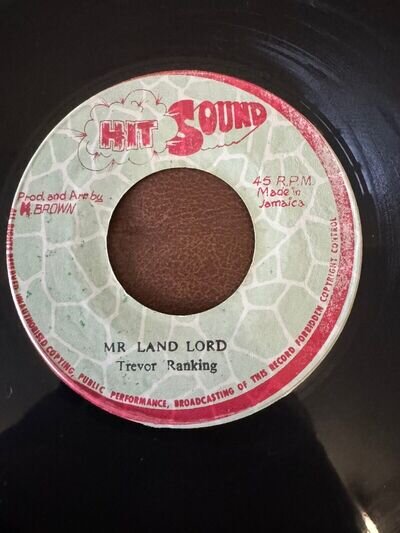 HIT SOUND
Prod. and Arr. by
H. BROWN
45 R.P.M.
Made in
Jamaica
MR LAND LORD
Trevor Ranking
UNAUTHORISED COPYING, PUBLIC PERFORMANCE, BROADCASTING OF THIS RECORD FORBIDDEN COPYRIGHT CONTROL